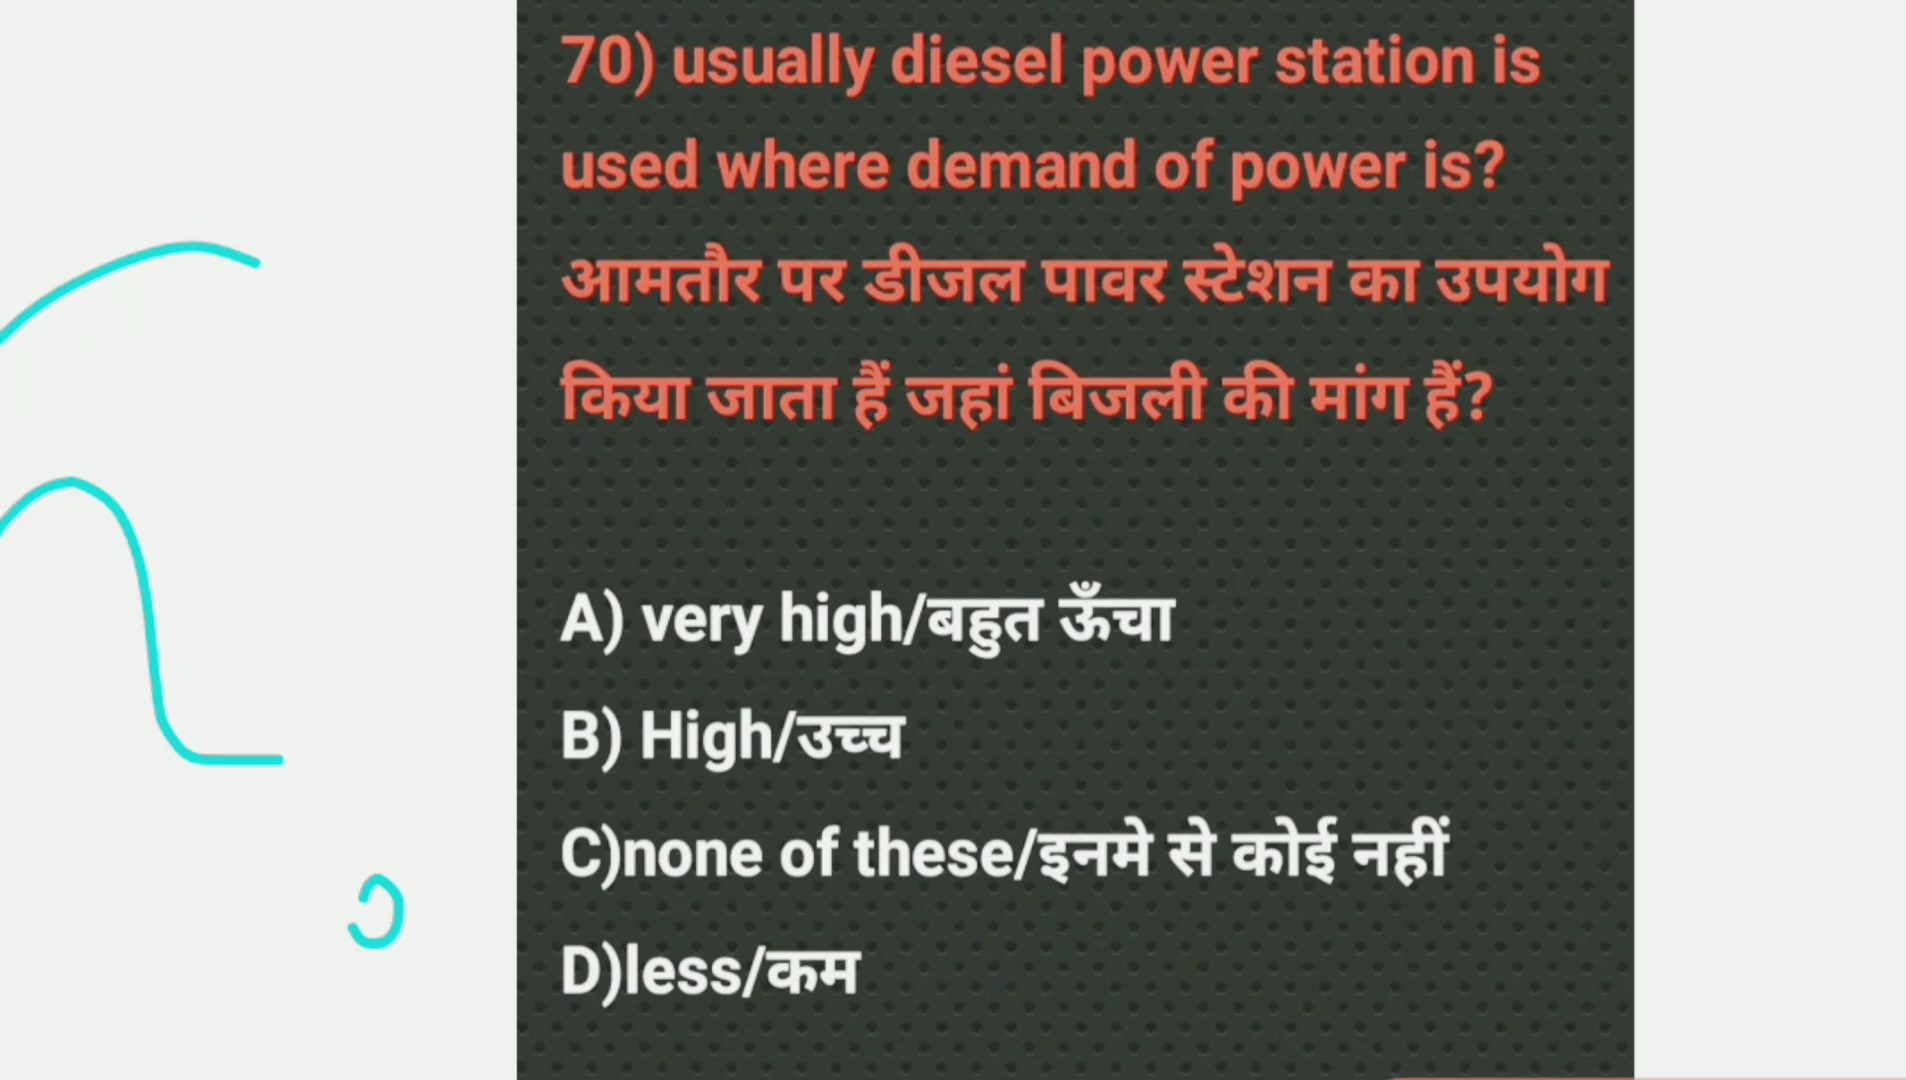 70) usually diesel power station is
used where demand of power is?
आमतौर पर डीजल पावर स्टेशन का उपयोग
किया जाता हैं जहां बिजली की मांग हैं?
A) very high/बहुत ऊँचा
B) High/उच्च
C)none of these/इनमे से कोई नहीं
D)less/कम